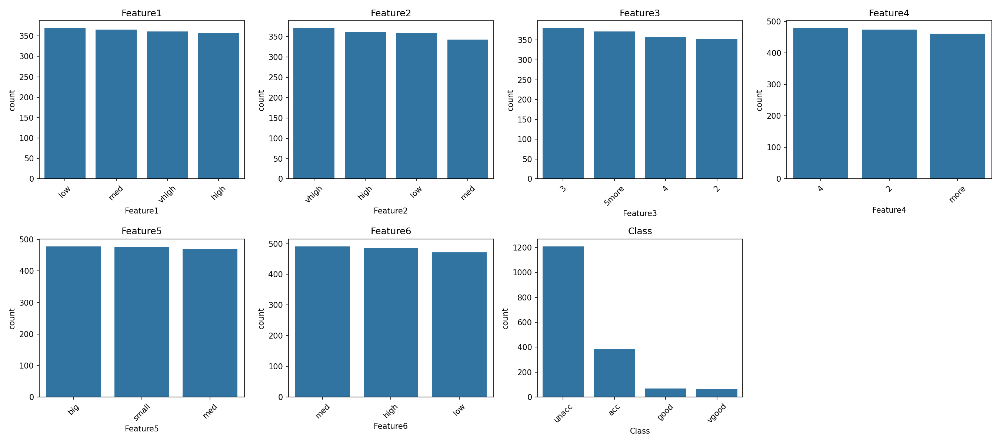 Feature1
350
300
250
200
150
100
50
0
count
low med vhigh high
Feature1
Feature2
350
300
250
200
150
100
50
0
count
vhigh high low med
Feature2
Feature3
350
300
250
200
150
100
50
0
count
3 5more 4 2
Feature3
Feature4
500
400
300
200
100
0
count
4 2 more
Feature4
Feature5
500
400
300
200
100
0
count
big small med
Feature5
Feature6
500
400
300
200
100
0
count
med high low
Feature6
Class
1200
1000
800
600
400
200
0
count
unacc acc good vgood
Class